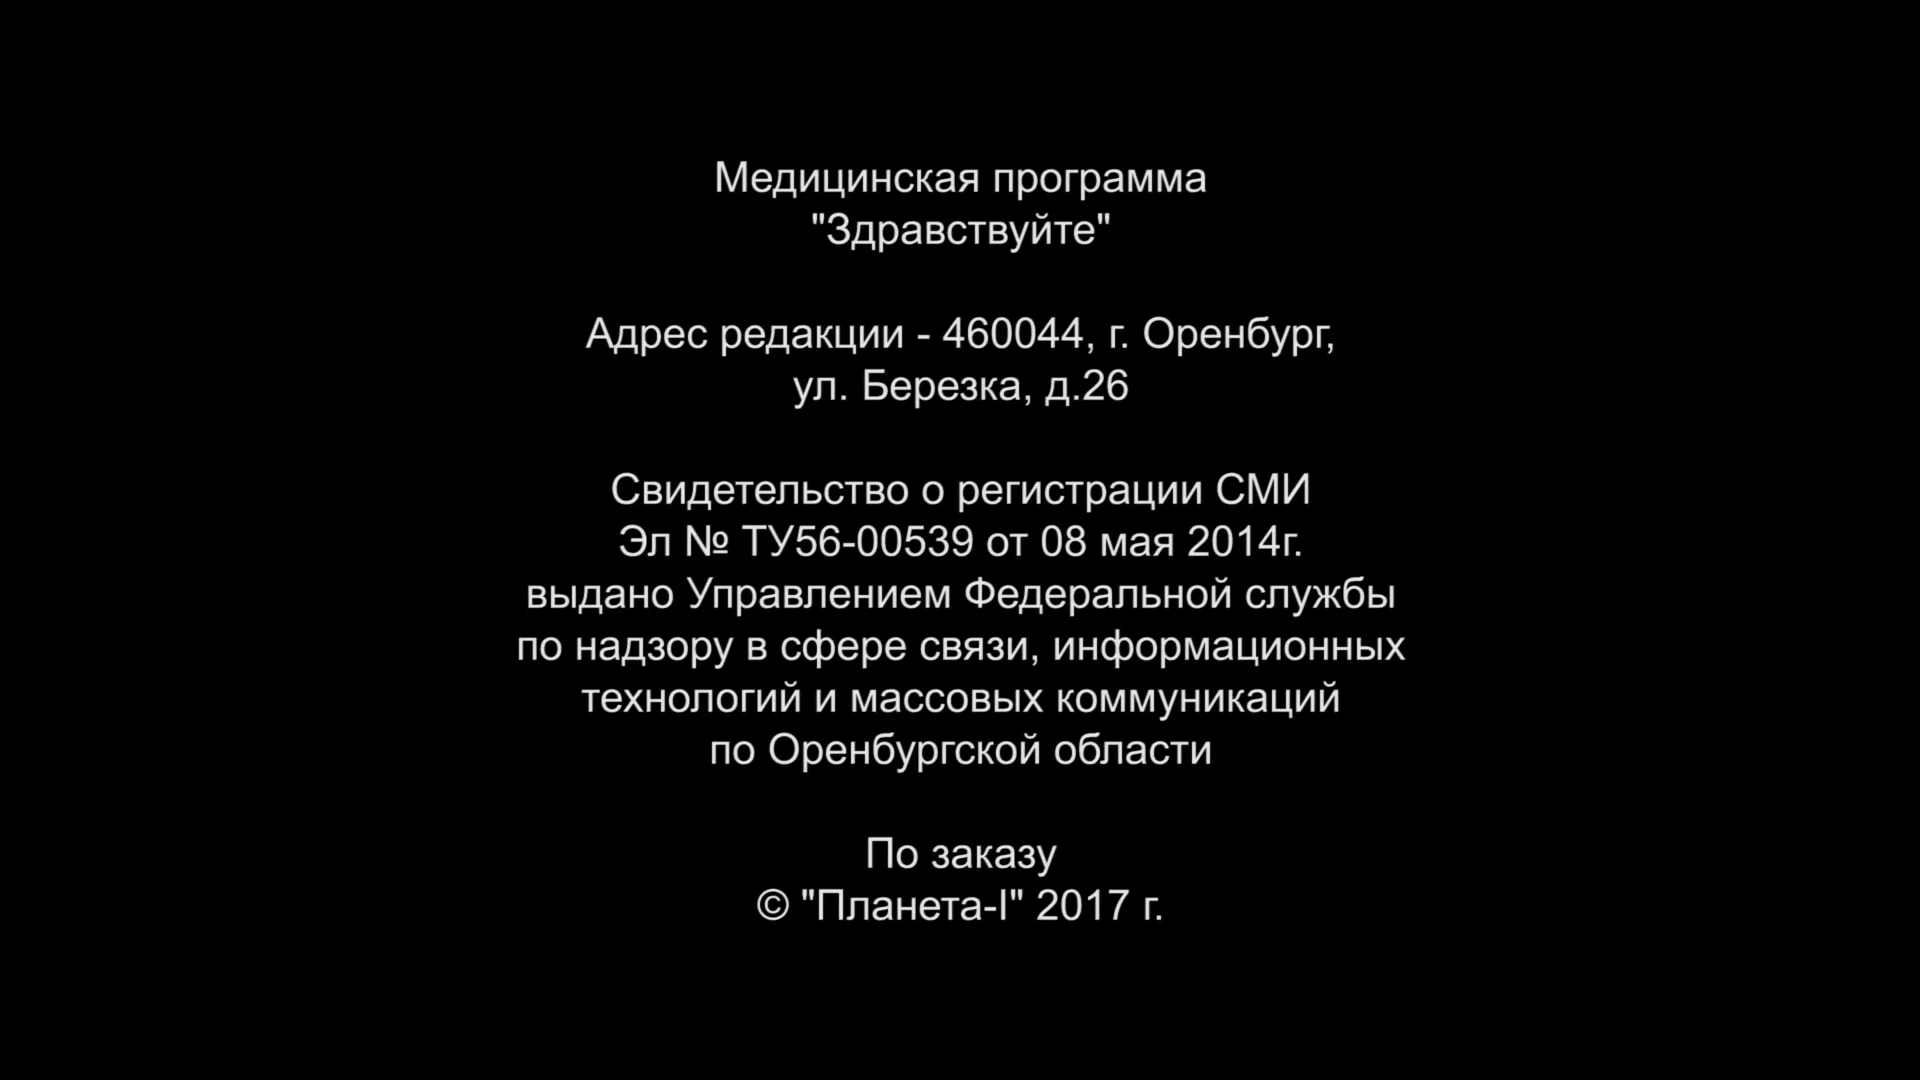 Медицинская программа
"Здравствуйте"
Адрес редакции - 460044, г. Оренбург,
ул. Березка, д.26
Свидетельство о регистрации СМИ
Эл № ТУ56-00539 от 08 мая 2014г.
выдано Управлением Федеральной службы
по надзору в сфере связи, информационных
технологий и массовых коммуникаций
по Оренбургской области
По заказу
© "Планета-I" 2017 г.